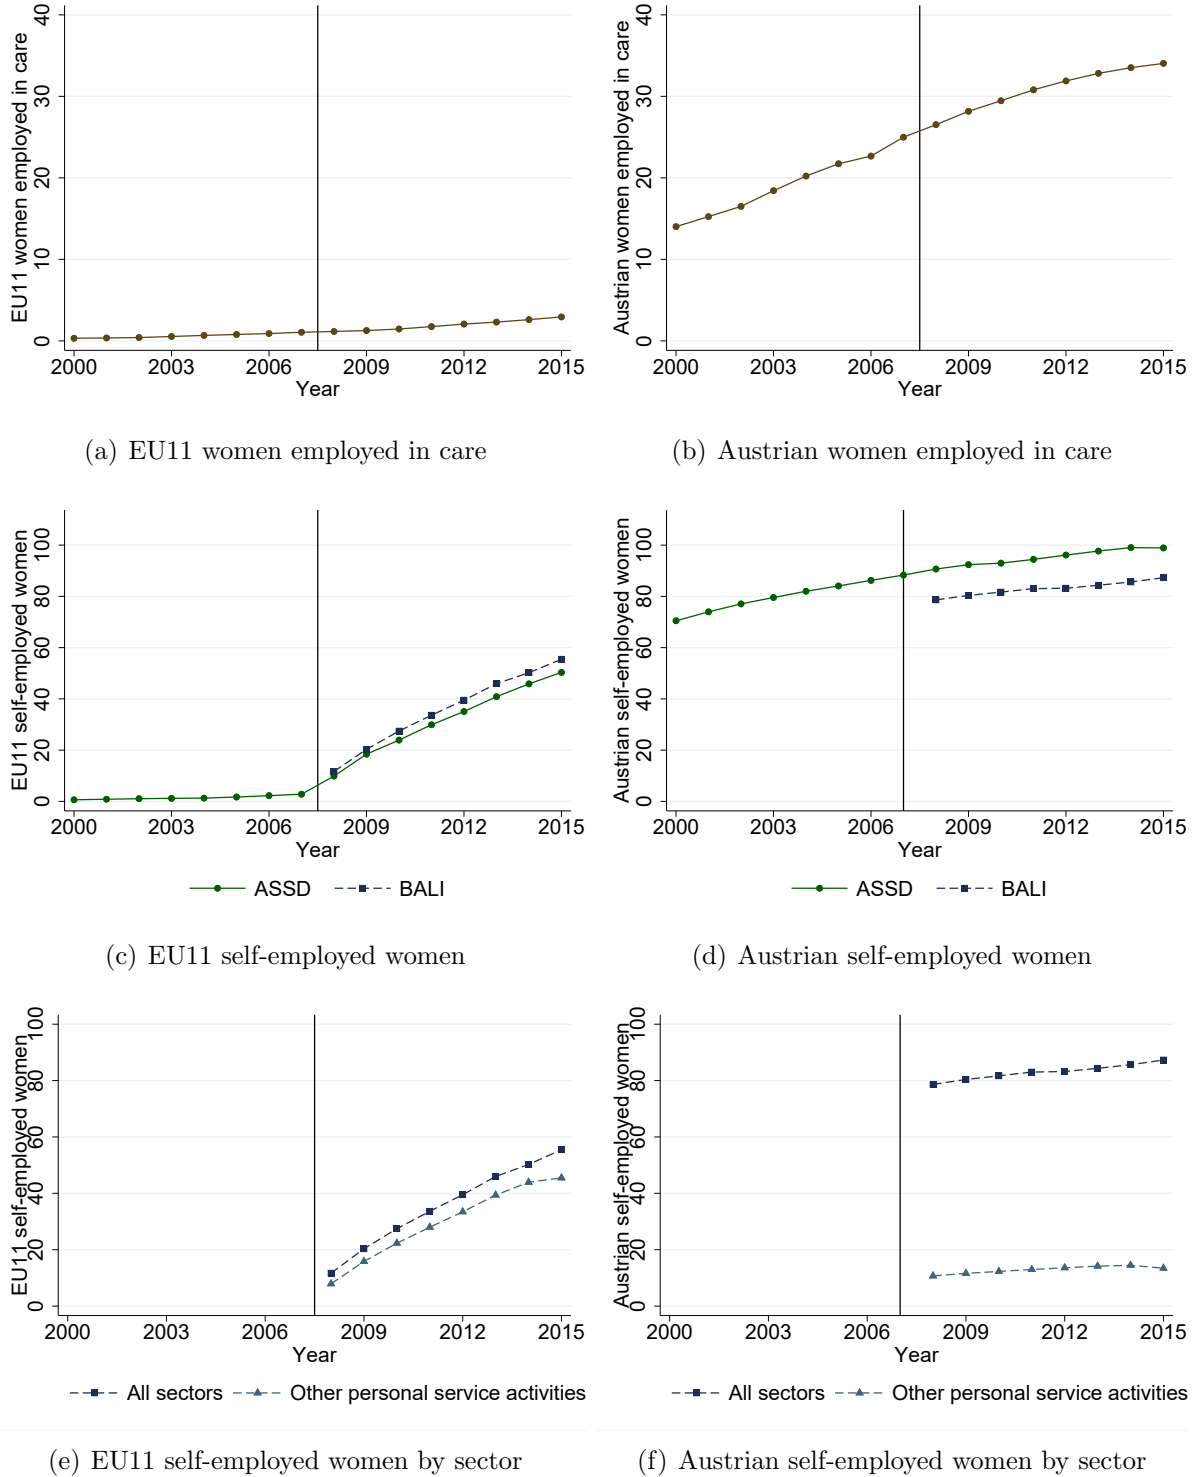 EU11 women employed in care
40
30
20
10
0
2000 2003 2006 2009 2012 2015
Year
(a) EU11 women employed in care
Austrian women employed in care
40
30
20
10
0
2000 2003 2006 2009 2012 2015
Year
(b) Austrian women employed in care
EU11 self-employed women
100
80
60
40
20
0
2000 2003 2006 2009 2012 2015
Year
ASSD BALI
(c) EU11 self-employed women
Austrian self-employed women
100
80
60
40
20
0
2000 2003 2006 2009 2012 2015
Year
ASSD BALI
(d) Austrian self-employed women
EU11 self-employed women
100
80
60
40
20
0
2000 2003 2006 2009 2012 2015
Year
All sectors Other personal service activities
(e) EU11 self-employed women by sector
Austrian self-employed women
100
80
60
40
20
0
2000 2003 2006 2009 2012 2015
Year
All sectors Other personal service activities
(f) Austrian self-employed women by sector